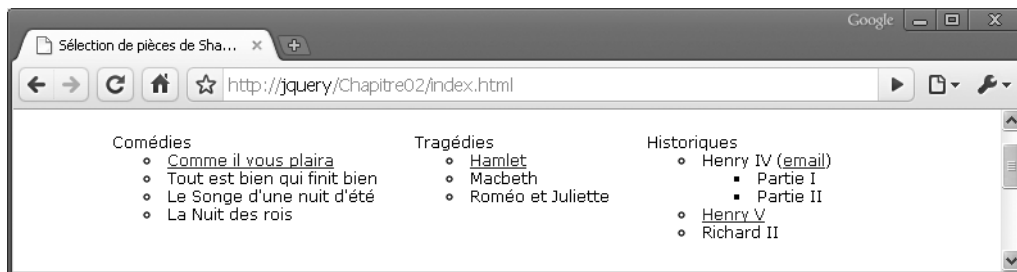 Google
Sélection de pièces de Sha...
http://jquery/Chapitre02/index.html
Comédies
Comme il vous plaira
Tout est bien qui finit bien
Le Songe d'une nuit d'été
La Nuit des rois
Tragédies
Hamlet
Macbeth
Roméo et Juliette
Historiques
Henry IV (email)
Partie I
Partie II
Henry V
Richard II